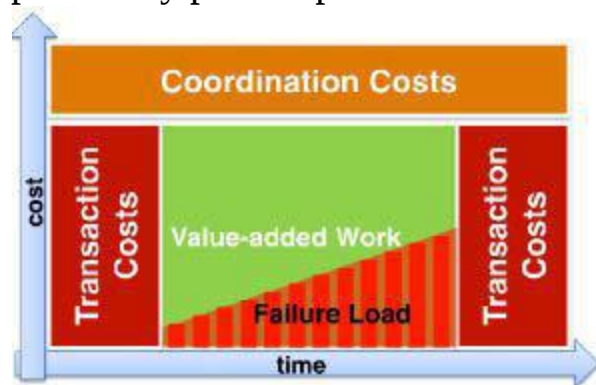 Coordination Costs
cost
Transaction
Costs
Value-added Work
Failure Load
Transaction
Costs
time